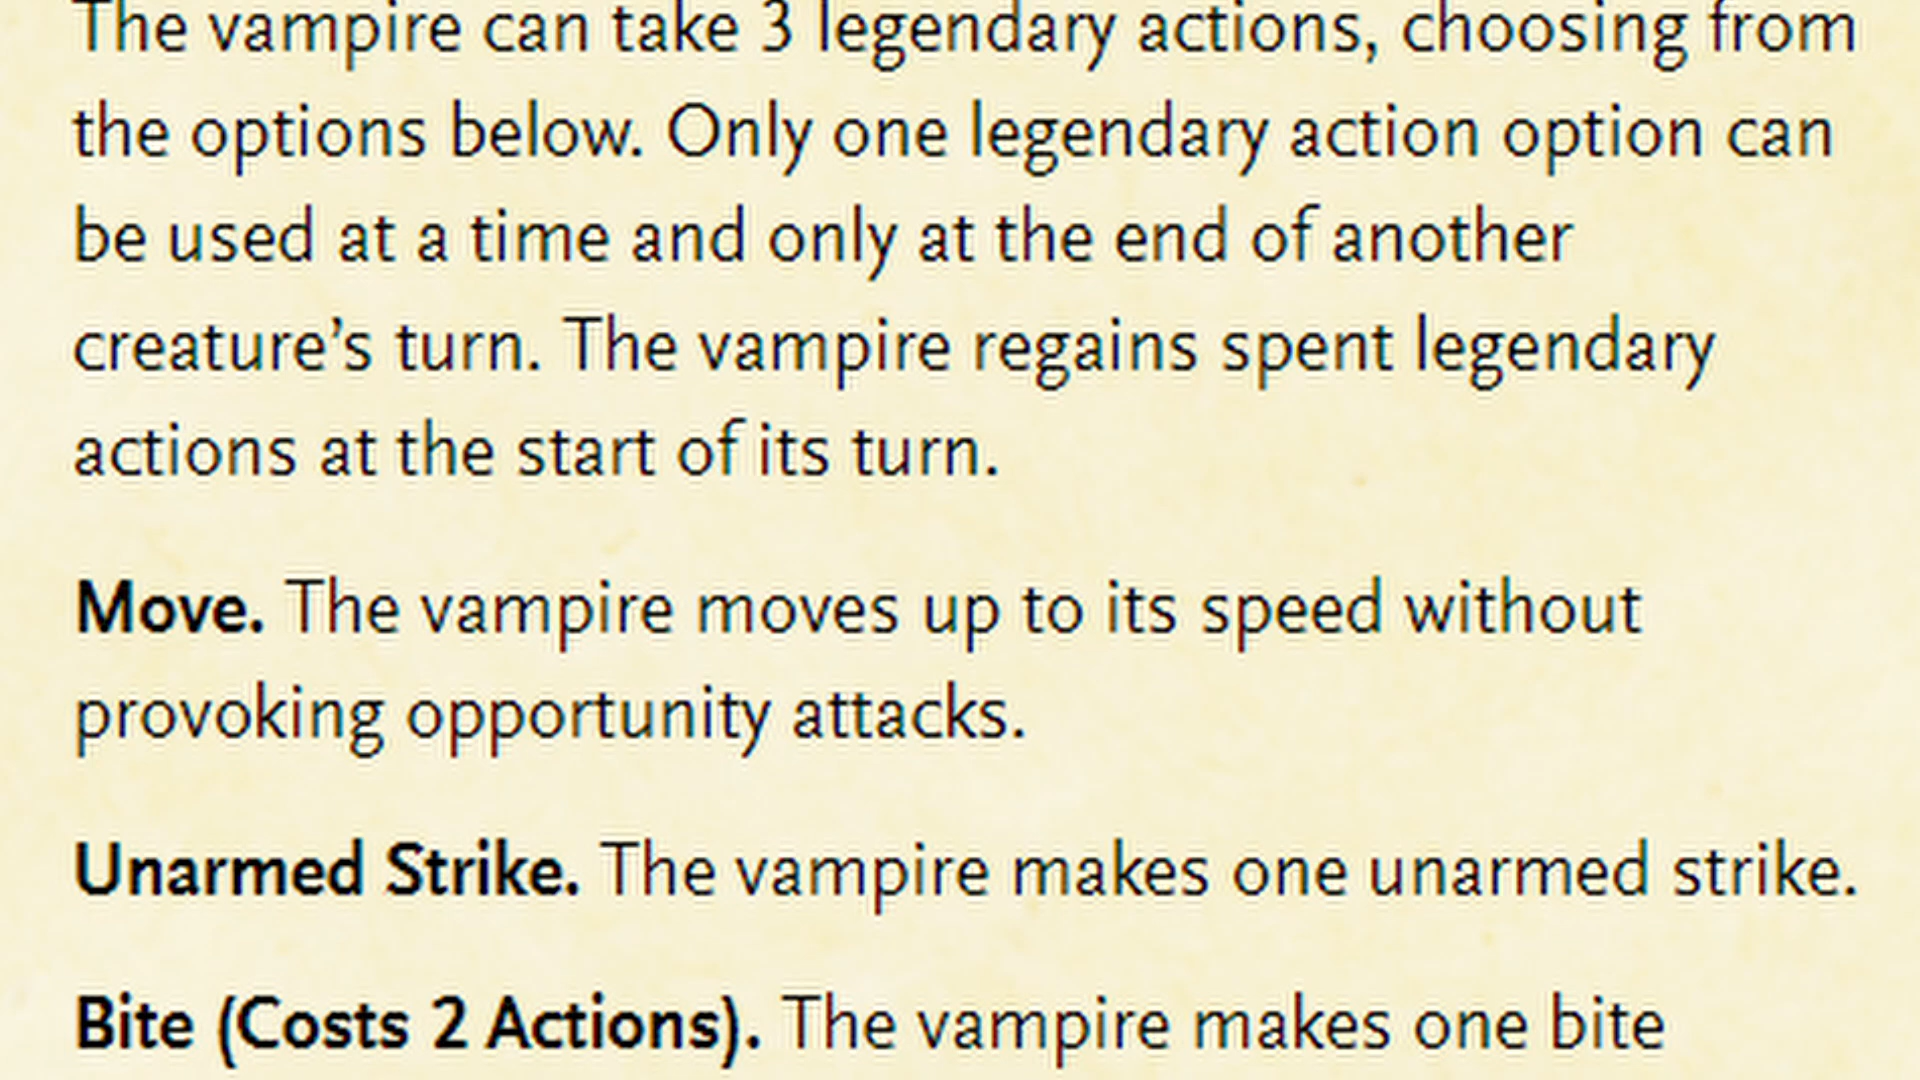 The vampire can take 3 legendary actions, choosing from
the options below. Only one legendary action option can
be used at a time and only at the end of another
creature’s turn. The vampire regains spent legendary
actions at the start of its turn.
Move. The vampire moves up to its speed without
provoking opportunity attacks.
Unarmed Strike. The vampire makes one unarmed strike.
Bite (Costs 2 Actions). The vampire makes one bite